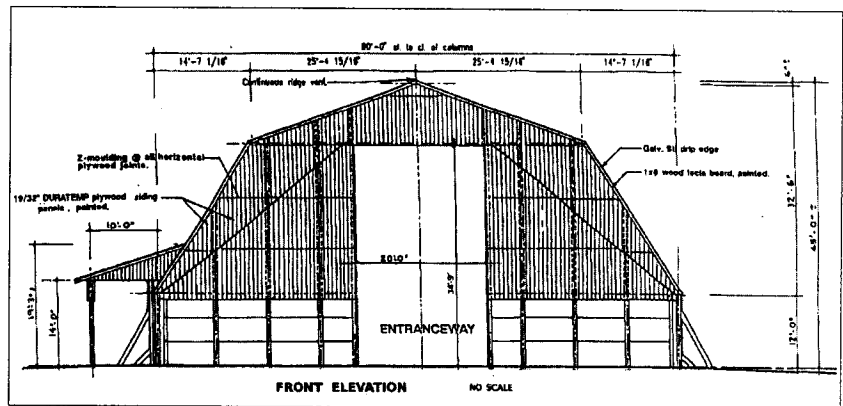 80'-0" at. to cl. of columns
14'-7 1/16" 25'-4 15/16" 25'-4 15/16" 14'-7 1/16"
Continuous ridge vent.
Z-moulding @ all horizontal
plywood joints.
19/32" DURATEMP plywood siding
panels, painted.
Galv. Stl drip edge
1x8 wood facia board, painted.
10'-0"
20'-0"
14'-0"
12'-0"
ENTRANCEWAY
FRONT ELEVATION NO SCALE